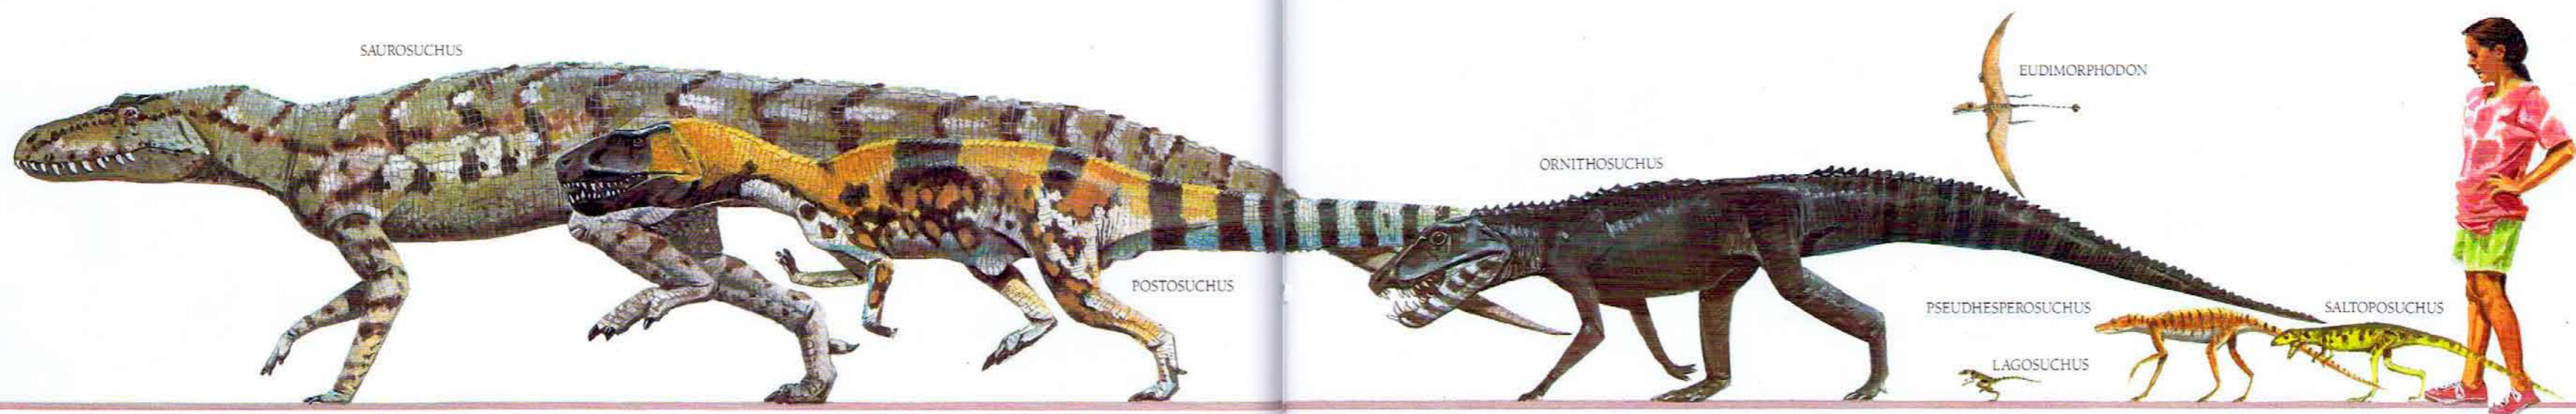 SAUROSUCHUS
POSTOSUCHUS
ORNITHOSUCHUS
EUDIMORPHODON
PSEUDHESPEROSUCHUS
LAGOSUCHUS
SALTOPOSUCHUS